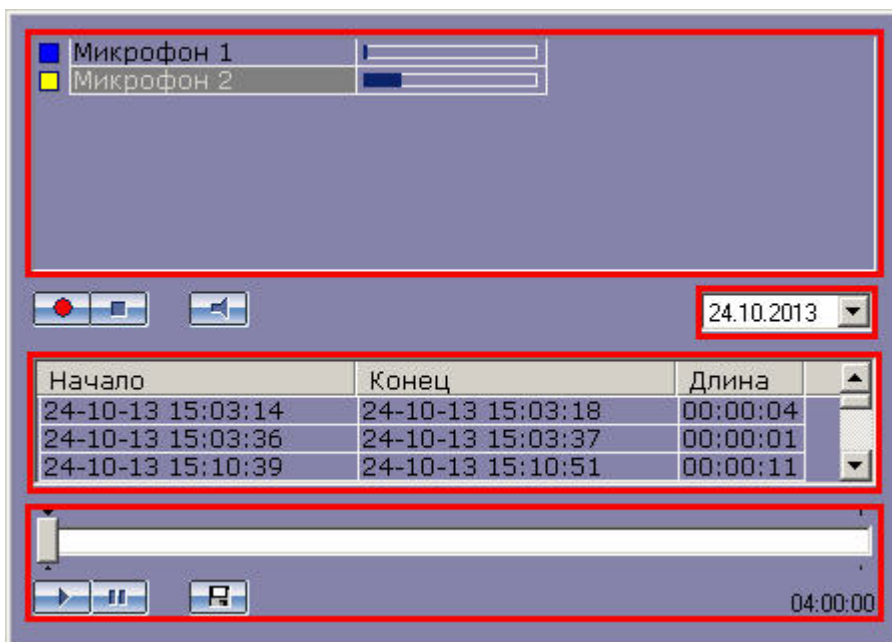 Микрофон 1
Микрофон 2
24.10.2013
Начало Конец Длина
24-10-13 15:03:14 24-10-13 15:03:18 00:00:04
24-10-13 15:03:36 24-10-13 15:03:37 00:00:01
24-10-13 15:10:39 24-10-13 15:10:51 00:00:11
04:00:00